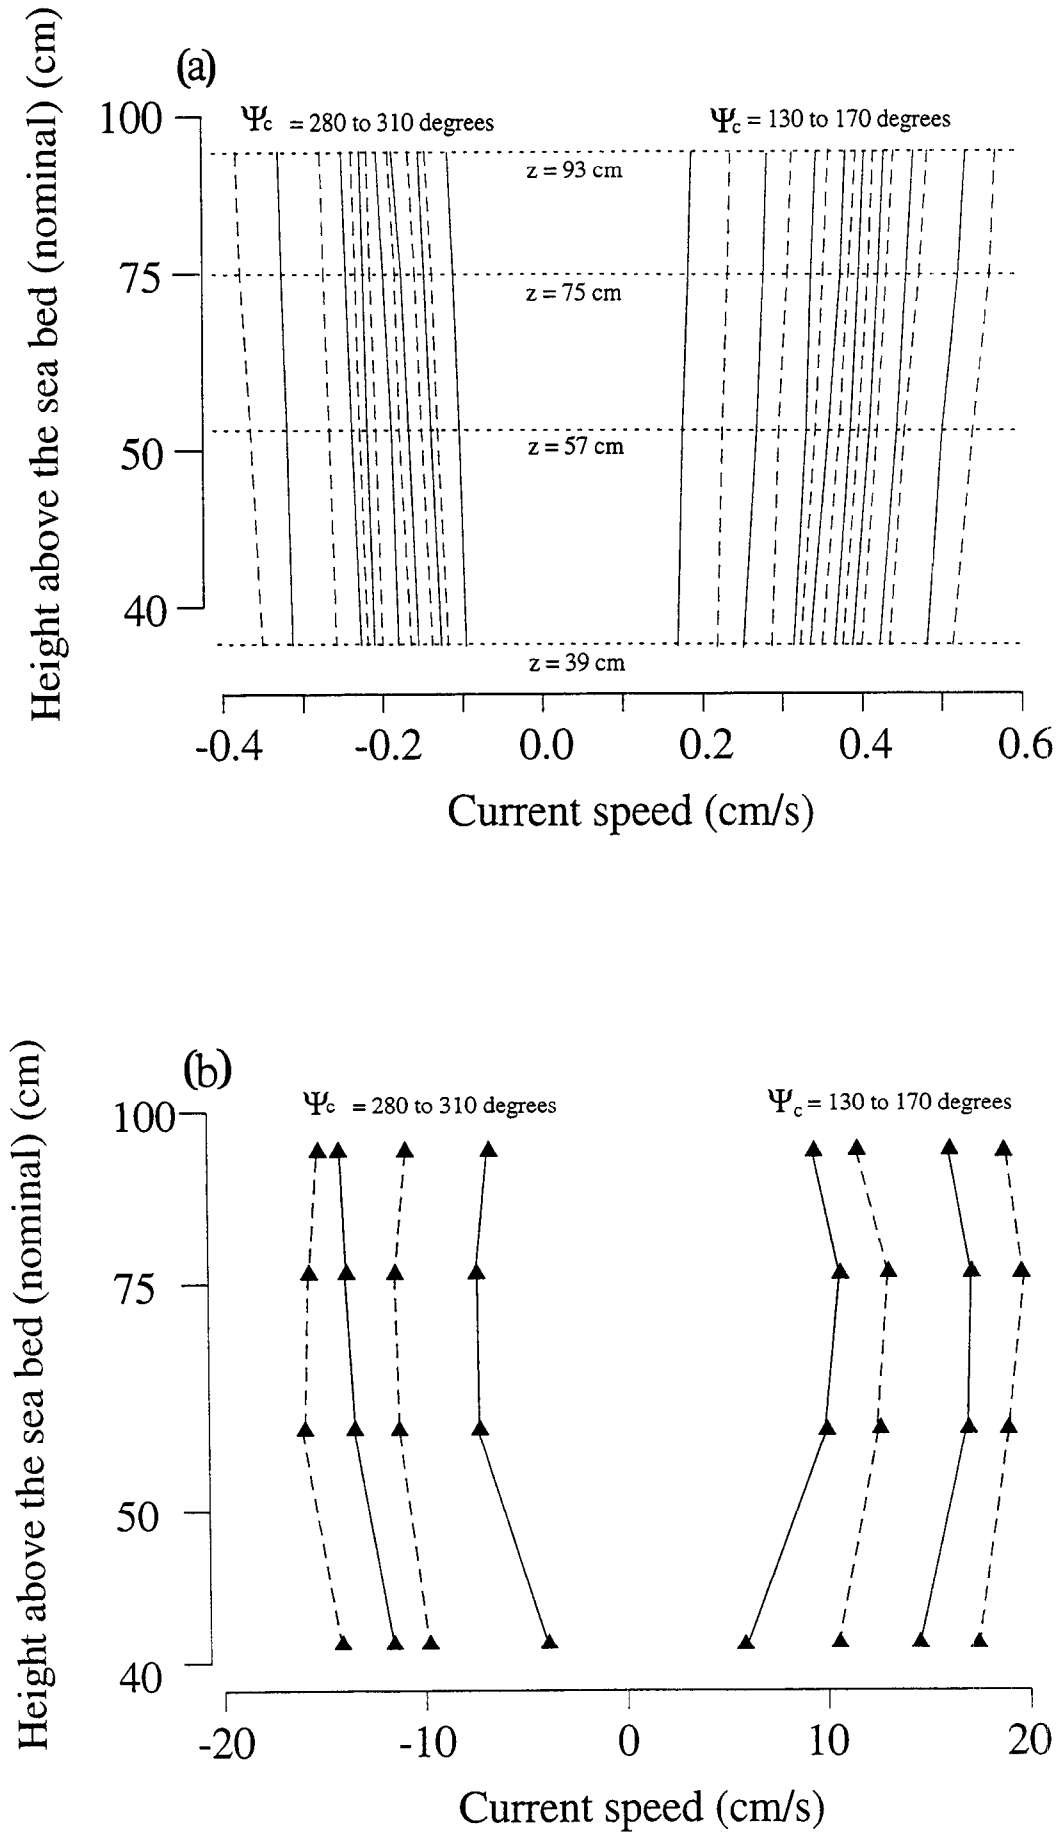 (a)
Height above the sea bed (nominal) (cm)
100
75
50
40
Ψc = 280 to 310 degrees
Ψc = 130 to 170 degrees
z = 93 cm
z = 75 cm
z = 57 cm
z = 39 cm
-0.4 -0.2 0.0 0.2 0.4 0.6
Current speed (cm/s)
(b)
Height above the sea bed (nominal) (cm)
100
75
50
40
Ψc = 280 to 310 degrees
Ψc = 130 to 170 degrees
-20 -10 0 10 20
Current speed (cm/s)